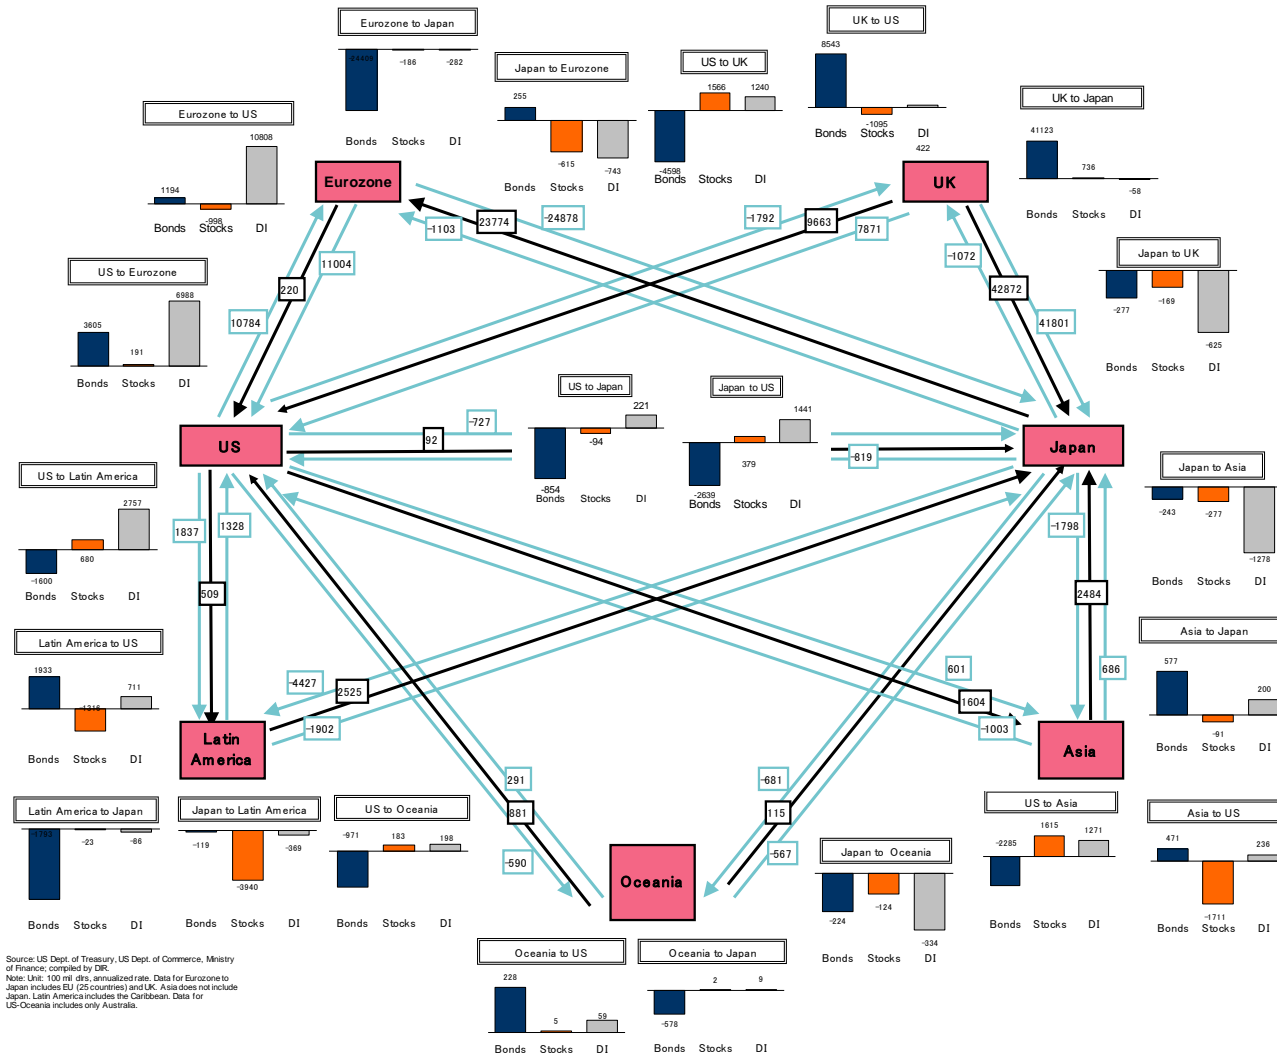 Eurozone to Japan
-24409
-186
-282
Bonds Stocks DI
Japan to Eurozone
255
-615
-743
Bonds Stocks DI
US to UK
1566
1240
-4598
Bonds Stocks DI
UK to US
8543
-1095
422
Bonds Stocks DI
UK to Japan
41123
736
-58
Bonds Stocks DI
Eurozone to US
1194
-998
10808
Bonds Stocks DI
Eurozone
UK
23774
-24878
-1103
-1792
9663
7871
-1072
42872
41801
Japan to UK
-277
-169
-625
Bonds Stocks DI
US to Eurozone
3605
191
6988
Bonds Stocks DI
11004
220
10784
US to Japan
-854
-94
221
Bonds Stocks DI
Japan to US
-2639
379
1441
Bonds Stocks DI
US
-727
92
-819
Japan
US to Latin America
-1600
680
2757
Bonds Stocks DI
Japan to Asia
-243
-277
-1278
Bonds Stocks DI
1837
1328
509
-1798
2484
686
Latin America to US
1933
-1316
711
Bonds Stocks DI
Asia to Japan
577
-91
200
Bonds Stocks DI
-4427
2525
-1902
601
1604
-1003
Latin
America
Asia
291
881
-590
-681
115
-567
Latin America to Japan
-1793
-23
-86
Bonds Stocks DI
Japan to Latin America
-119
-3940
-369
Bonds Stocks DI
US to Oceania
-971
183
198
Bonds Stocks DI
Oceania
Japan to Oceania
-224
-124
-334
Bonds Stocks DI
US to Asia
-2285
1615
1271
Bonds Stocks DI
Asia to US
471
-1711
236
Bonds Stocks DI
Oceania to US
228
5
59
Bonds Stocks DI
Oceania to Japan
-578
2
9
Bonds Stocks DI
Source: US Dept. of Treasury, US Dept. of Commerce, Ministry
of Finance; compiled by DIR.
Note: Unit: 100 mil dlrs, annualized rate. Data for Eurozone to
Japan includes EU (25 countries) and UK. Asia does not include
Japan. Latin America includes the Caribbean. Data for
US-Oceania includes only Australia.